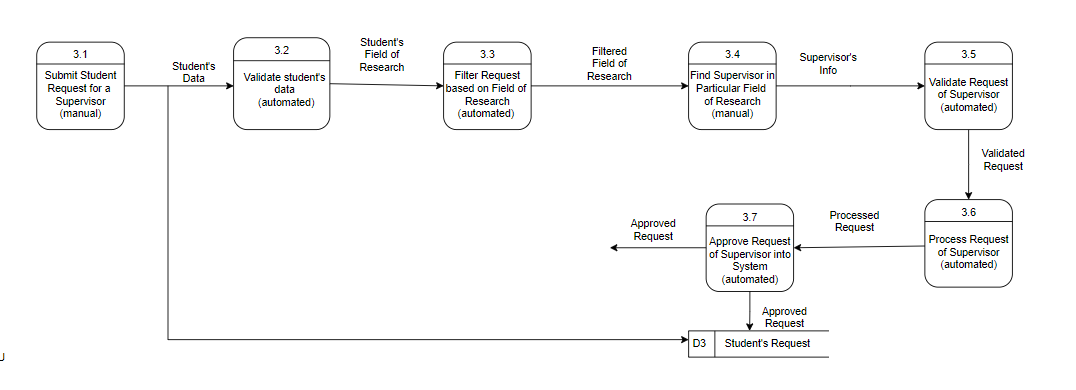 3.1
Submit Student
Request for a
Supervisor
(manual)
Student's
Data
3.2
Validate student's
data
(automated)
Student's
Field of
Research
3.3
Filter Request
based on Field of
Research
(automated)
Filtered
Field of
Research
3.4
Find Supervisor in
Particular Field
of Research
(manual)
Supervisor's
Info
3.5
Validate Request
of Supervisor
(automated)
Validated
Request
3.6
Process Request
of Supervisor
(automated)
Processed
Request
3.7
Approve Request
of Supervisor into
System
(automated)
Approved
Request
Approved
Request
D3
Student's Request